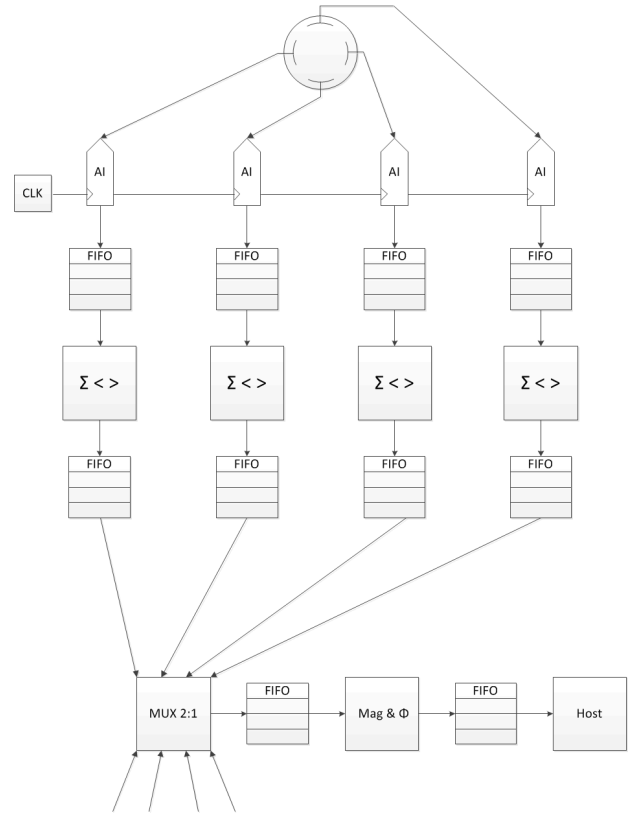 AI
AI
AI
AI
CLK
FIFO
FIFO
FIFO
FIFO
Σ < >
Σ < >
Σ < >
Σ < >
FIFO
FIFO
FIFO
FIFO
MUX 2:1
FIFO
Mag & Φ
FIFO
Host